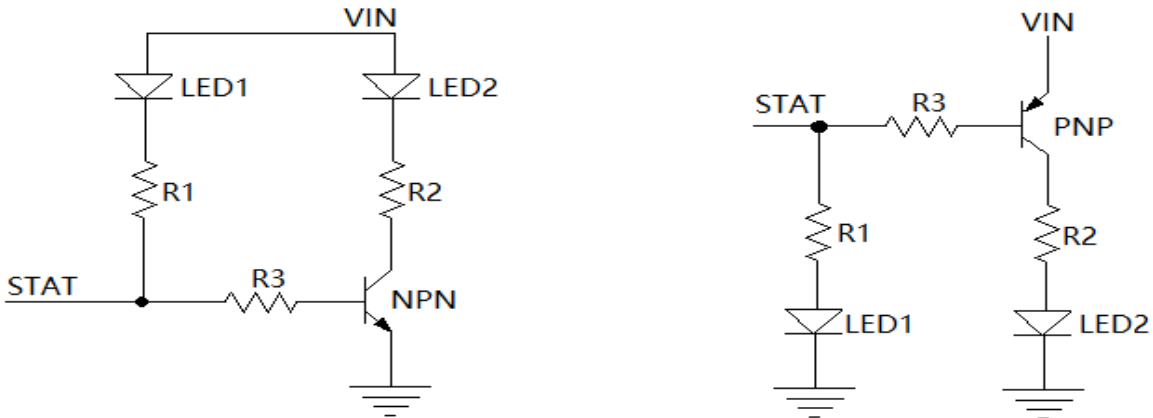 VIN
LED1
LED2
R1
R2
STAT
R3
NPN
VIN
STAT
R3
PNP
R1
R2
LED1
LED2